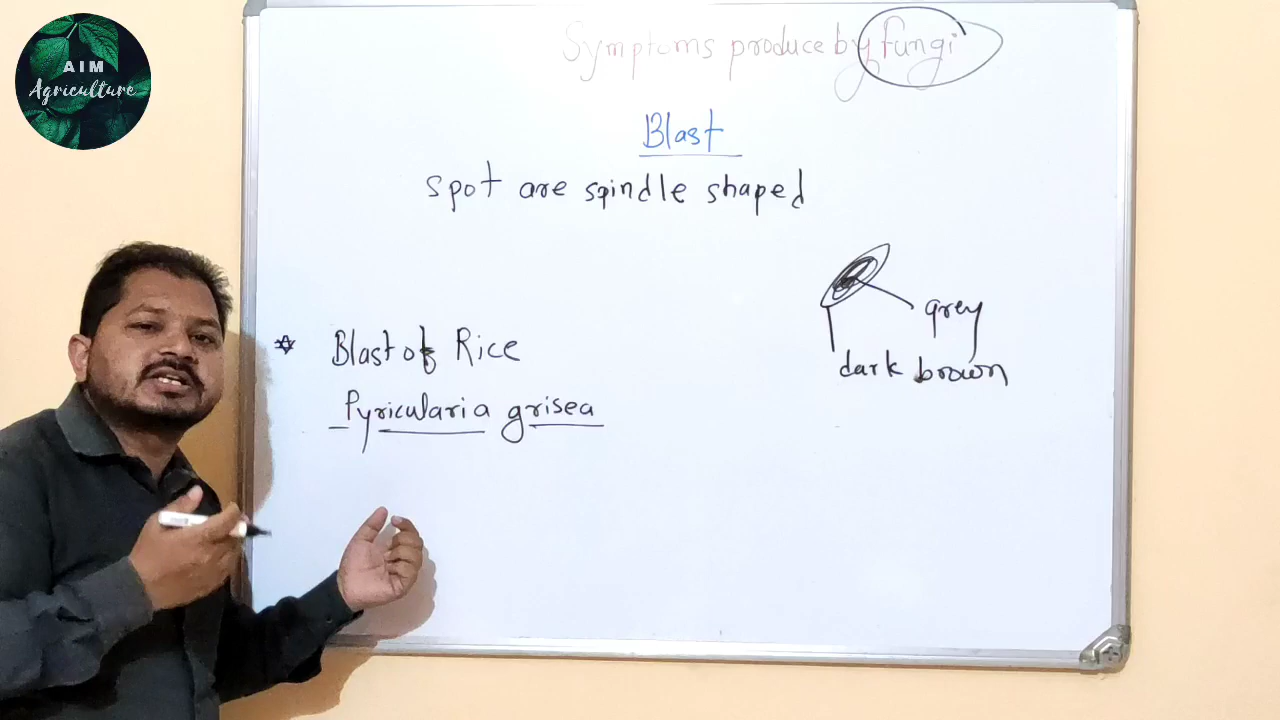 AIM
Agriculture
Symptoms produce by fungi
Blast
spot are spindle shaped
grey
dark brown
Blast of Rice
Pyricularia grisea